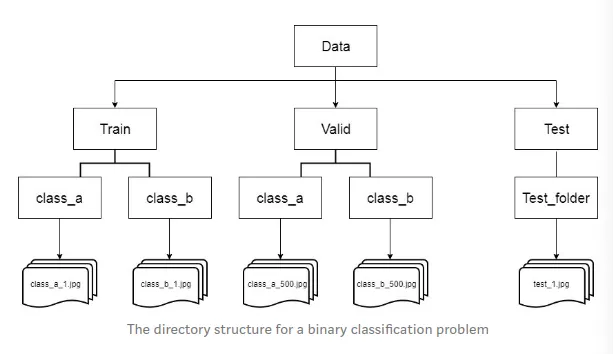 Data
Train
Valid
Test
class_a
class_b
class_a
class_b
Test_folder
class_a_1.jpg
class_b_1.jpg
class_a_500.jpg
class_b_500.jpg
test_1.jpg
The directory structure for a binary classification problem